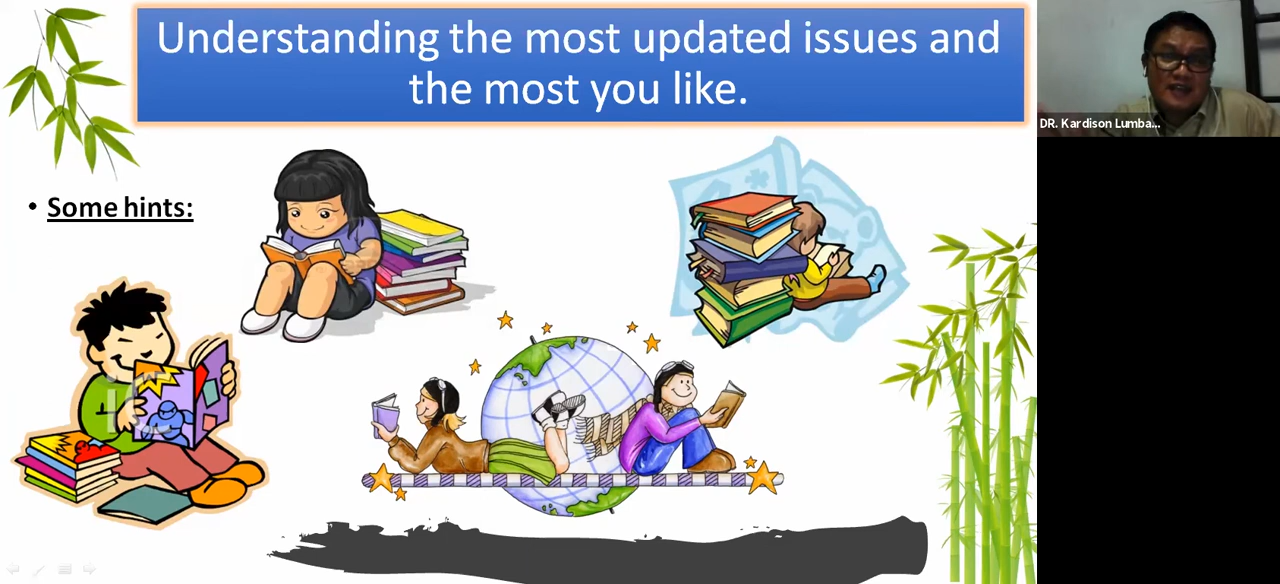 Understanding the most updated issues and
the most you like.
DR. Kardison Lumba...
• Some hints: